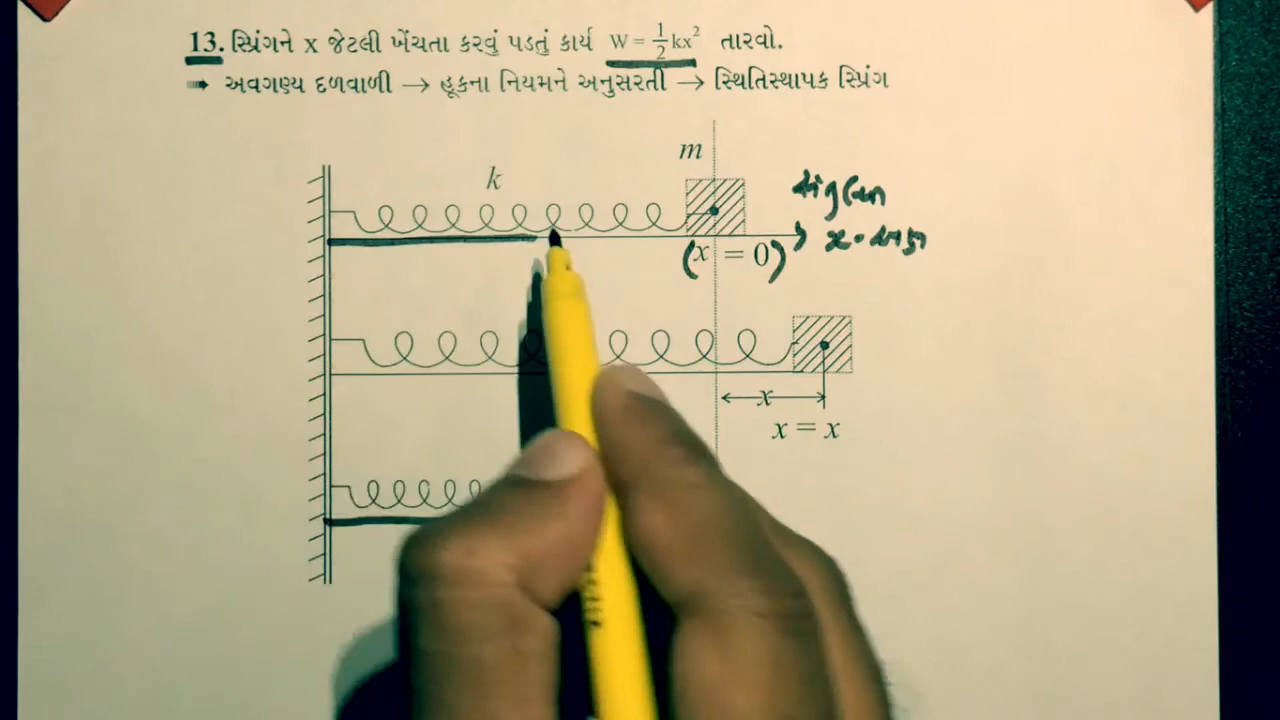 13. સ્પ્રિંગને x જેટલી ખેંચતા કરવું પડતું કાર્ય W = 1/2 kx² તારવો.
➠ અવગણ્ય દળવાળી → હૂકના નિયમને અનુસરતી → સ્થિતિસ્થાપક સ્પ્રિંગ
m
k
(x = 0)
x
x = x